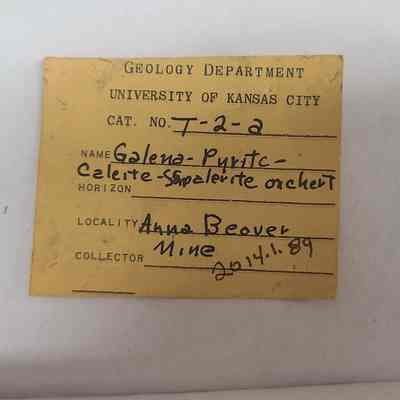 GEOLOGY DEPARTMENT
UNIVERSITY OF KANSAS CITY
CAT. NO. T-2-a
NAME Galena-Pyrite-
Calcite-Sphalerite on chert
HORIZON
LOCALITY Anna Beaver
Mine
COLLECTOR
2014.1.89